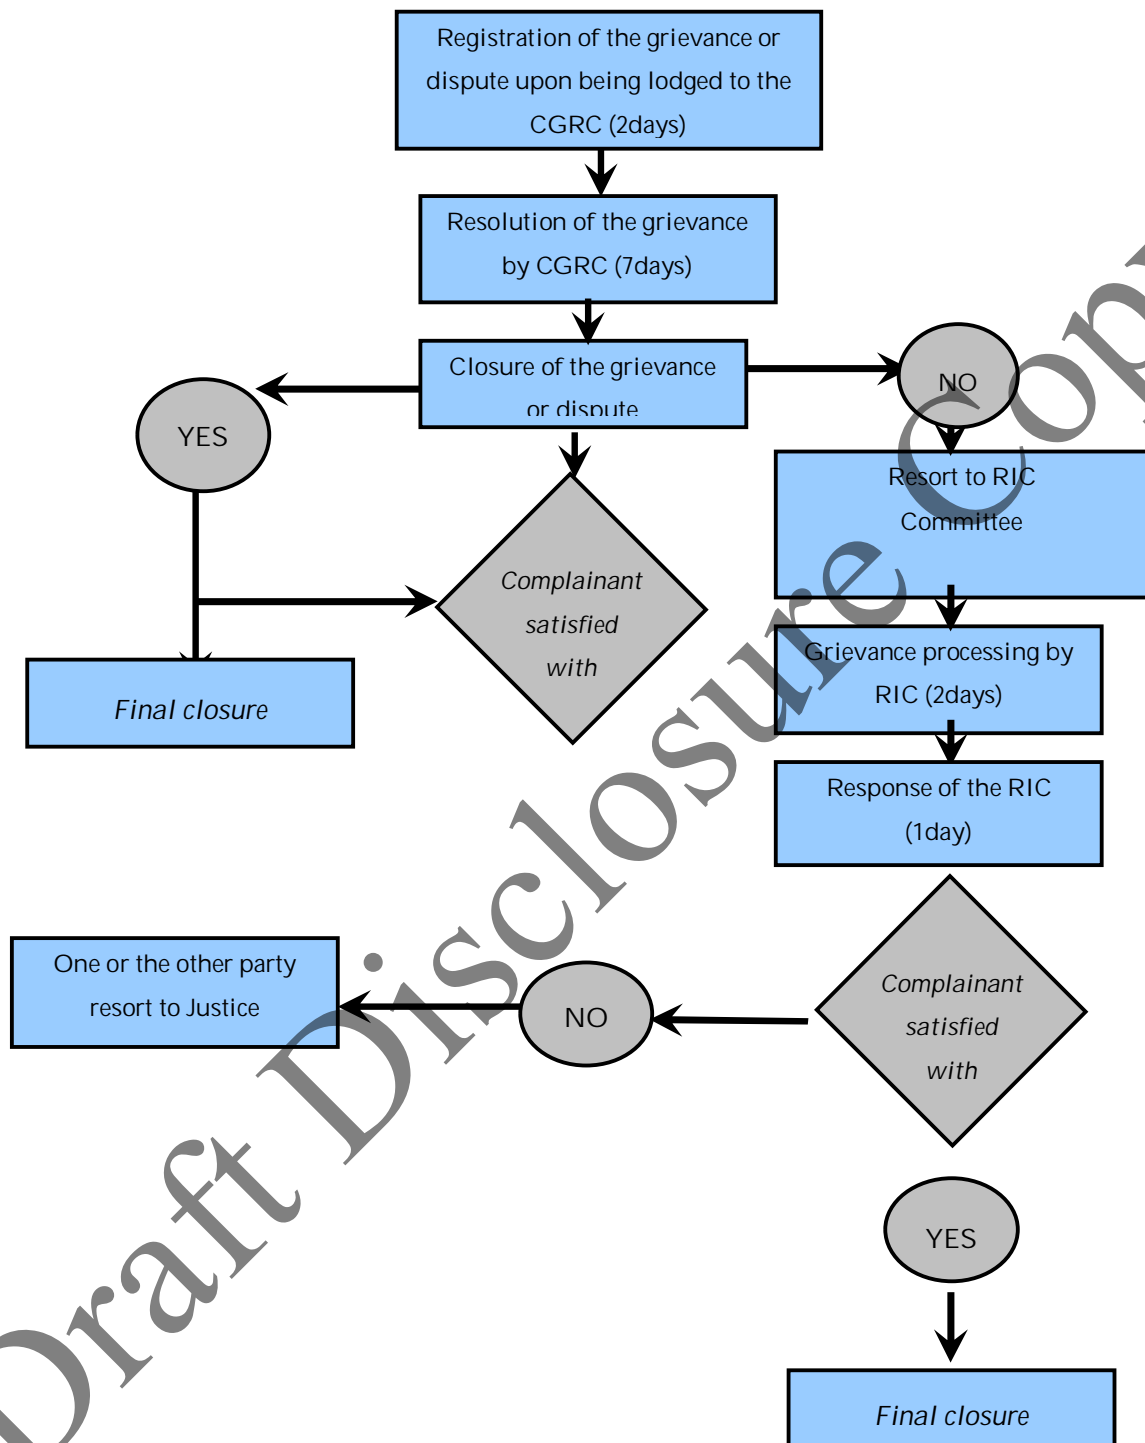 Registration of the grievance or
dispute upon being lodged to the
CGRC (2days)
Resolution of the grievance
by CGRC (7days)
Closure of the grievance
or dispute
NO
YES
Resort to RIC
Committee
Complainant
satisfied
with
Grievance processing by
RIC (2days)
Final closure
Response of the RIC
(1day)
One or the other party
resort to Justice
NO
Complainant
satisfied
with
YES
Final closure
Draft Disclosure Cop